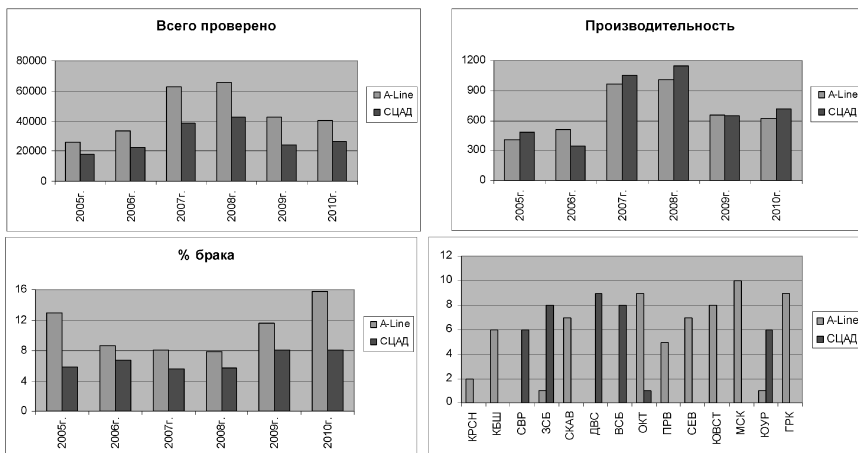 Всего проверено
80000
60000
40000
20000
0
2005г.
2006г.
2007г.
2008г.
2009г.
2010г.
A-Line
СЦАД
Производительность
1200
900
600
300
0
2005г.
2006г.
2007г.
2008г.
2009г.
2010г.
A-Line
СЦАД
% брака
16
12
8
4
0
2005г.
2006г.
2007г.
2008г.
2009г.
2010г.
A-Line
СЦАД
12
10
8
6
4
2
0
КРСН
КБШ
СВР
ЗСБ
СКАВ
ДВС
ВСБ
ОКТ
ПРВ
СЕВ
ЮВСТ
МСК
ЮУР
ГРК
A-Line
СЦАД